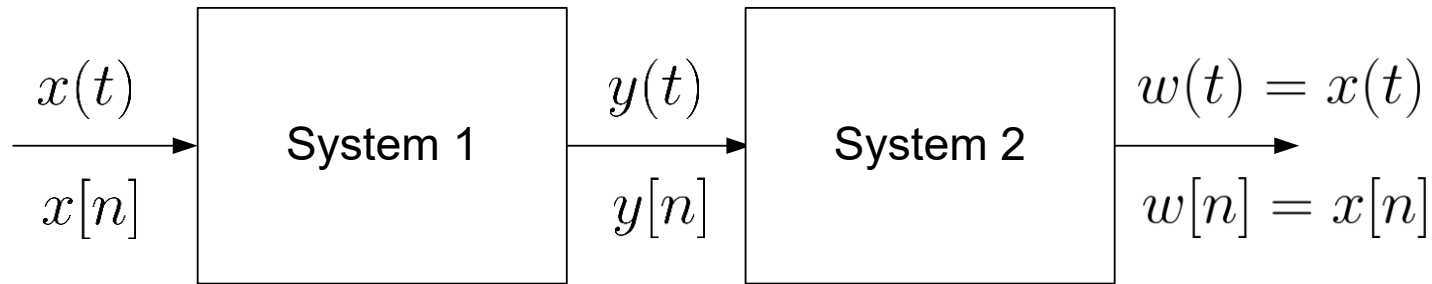 x(t) y(t) w(t) = x(t)
System 1 System 2
x[n] y[n] w[n] = x[n]